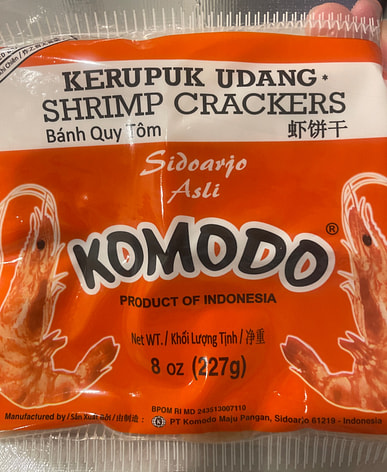 KERUPUK UDANG *
SHRIMP CRACKERS
Bánh Quy Tôm 虾饼干
Sidoarjo
Asli
KOMODO ®
PRODUCT OF INDONESIA
Net WT. / Khối Lượng Tịnh / 净重
8 oz (227g)
BPOM RI MD 243513007110
Manufactured by / Sản Xuất Bởi / 由制造 : PT Komodo Maju Pangan, Sidoarjo 61219 - Indonesia